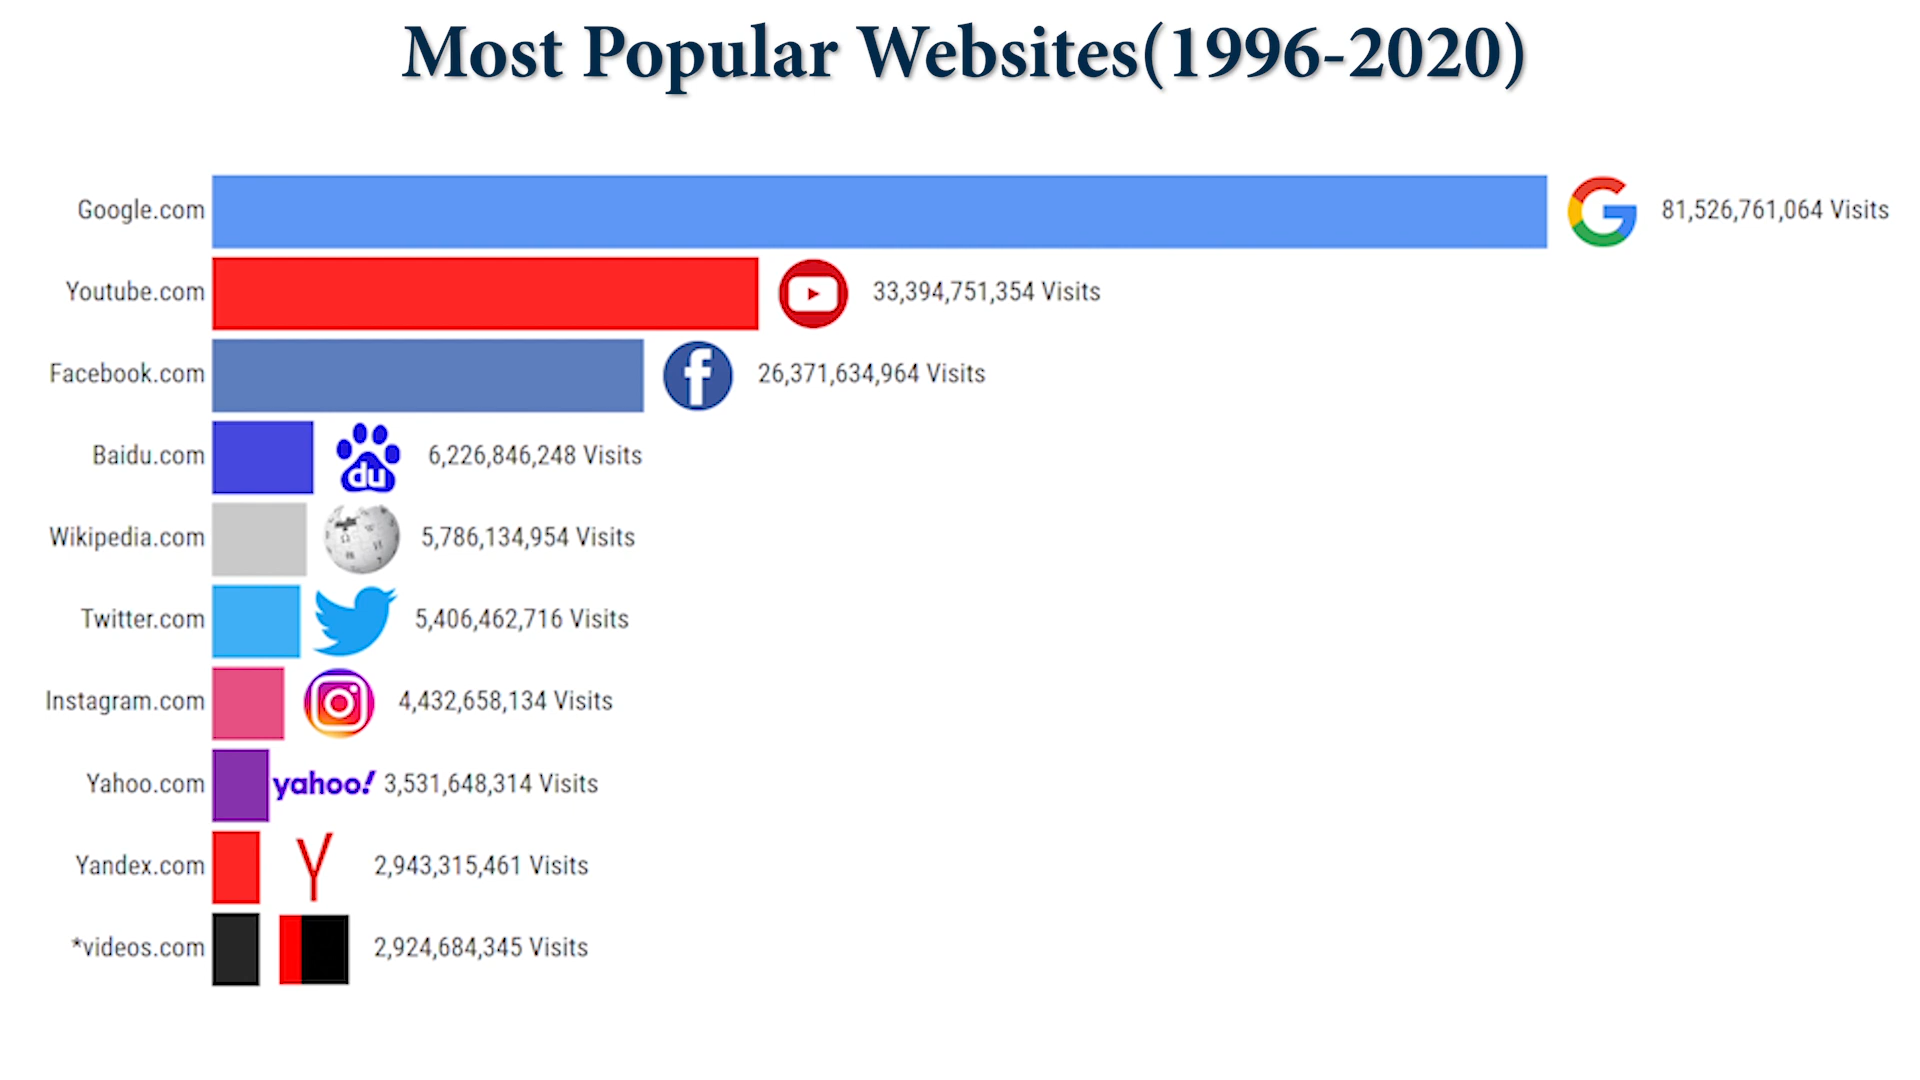 Most Popular Websites(1996-2020)
Google.com 81,526,761,064 Visits
Youtube.com 33,394,751,354 Visits
Facebook.com 26,371,634,964 Visits
Baidu.com du 6,226,846,248 Visits
Wikipedia.com 5,786,134,954 Visits
Twitter.com 5,406,462,716 Visits
Instagram.com 4,432,658,134 Visits
Yahoo.com yahoo! 3,531,648,314 Visits
Yandex.com 2,943,315,461 Visits
*videos.com 2,924,684,345 Visits